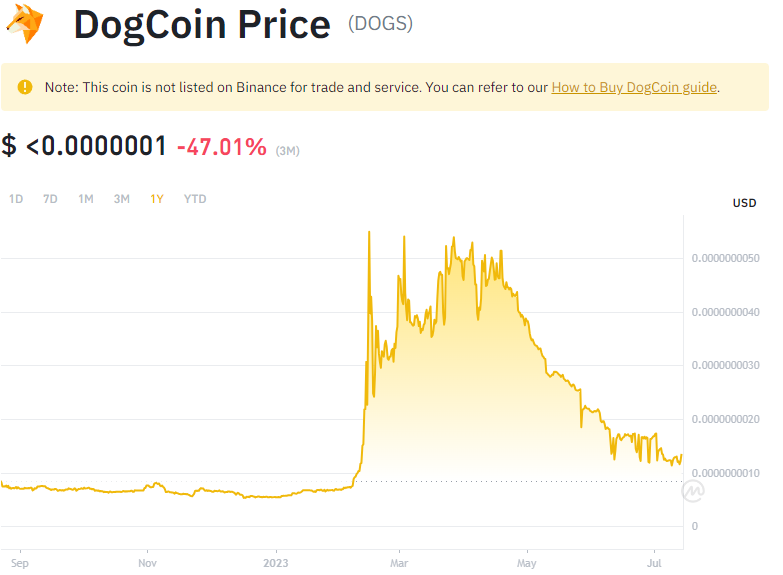 DogCoin Price (DOGS)
Note: This coin is not listed on Binance for trade and service. You can refer to our How to Buy DogCoin guide.
$ <0.0000001 -47.01% (3M)
1D 7D 1M 3M 1Y YTD
USD
0.0000000050
0.0000000040
0.0000000030
0.0000000020
0.0000000010
0
Sep Nov 2023 Mar May Jul